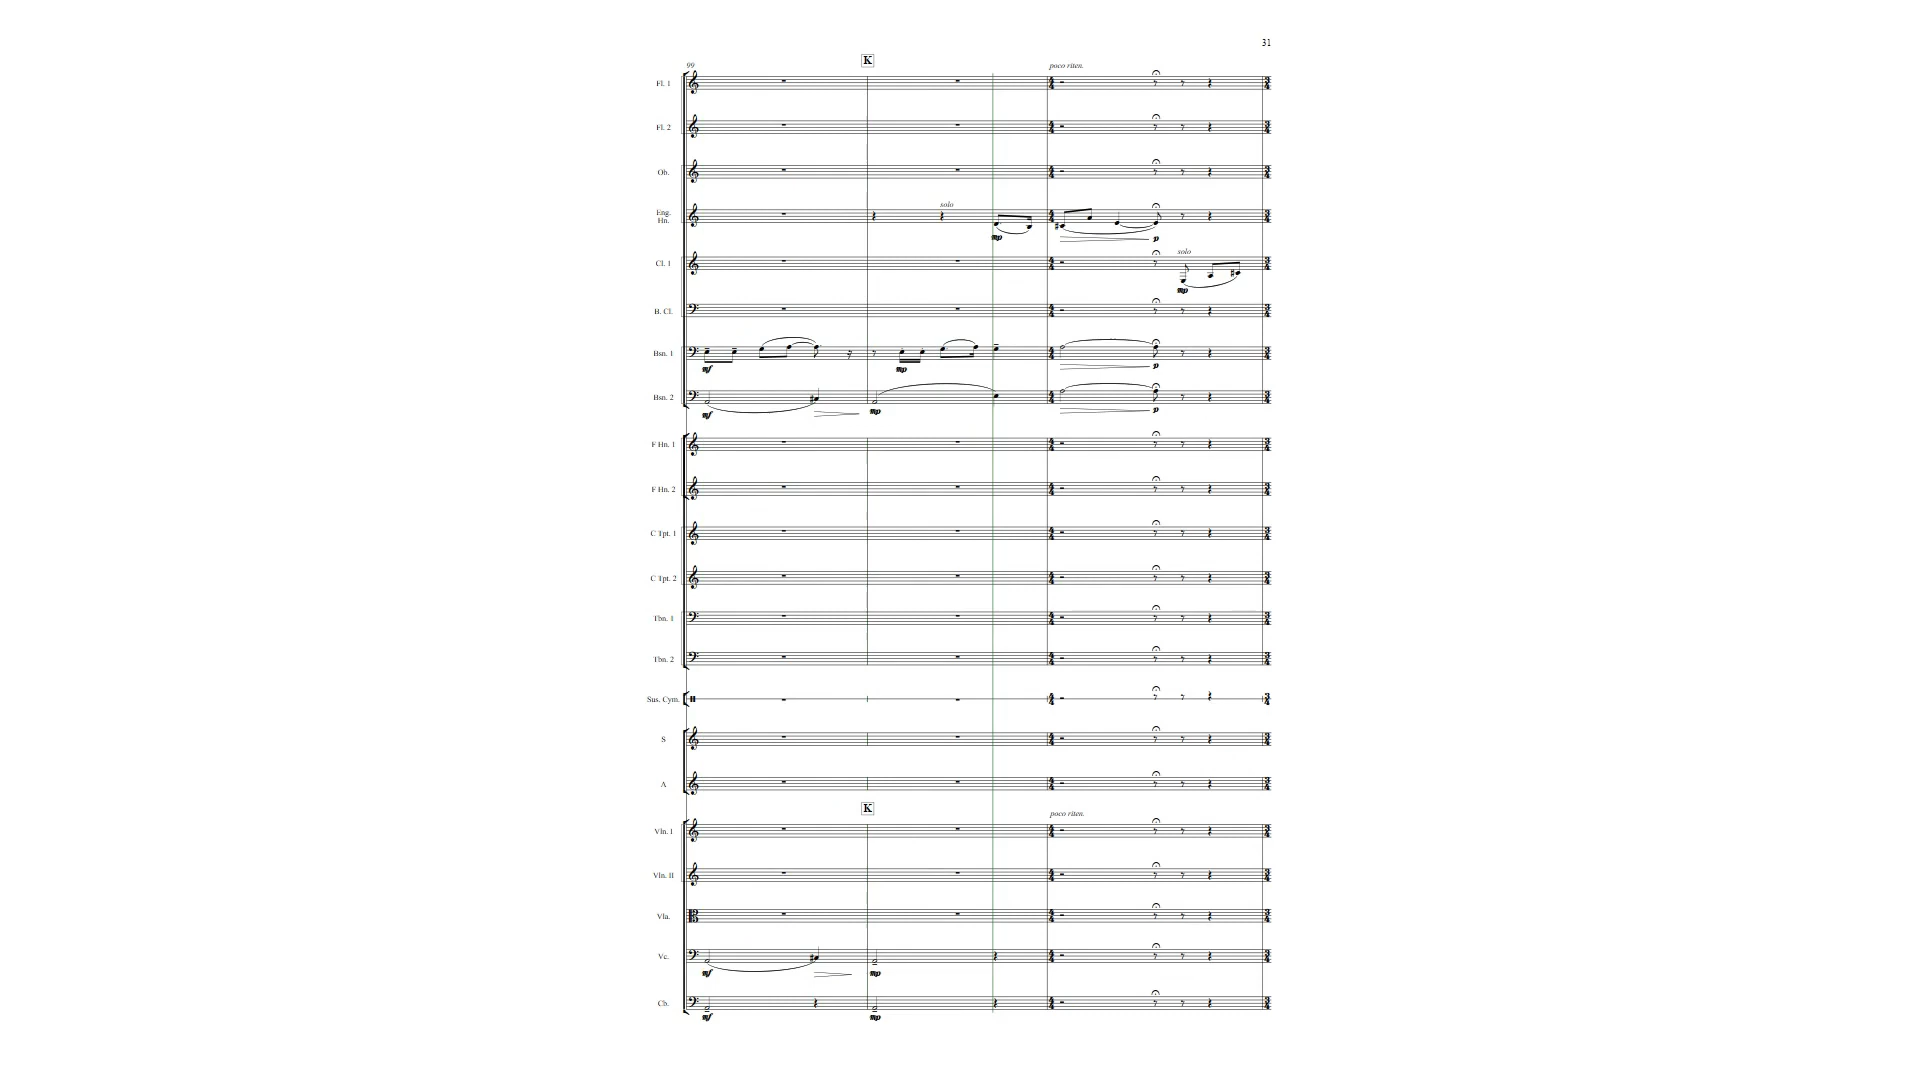 31
K
99
poco riten.
Fl. 1
Fl. 2
Ob.
solo
Eng.
Hn.
mp
p
solo
Cl. 1
mp
B. Cl.
Bsn. 1
mf
mp
p
Bsn. 2
mf
mp
p
F Hn. 1
F Hn. 2
C Tpt. 1
C Tpt. 2
Tbn. 1
Tbn. 2
Sus. Cym.
S
A
K
poco riten.
Vln. I
Vln. II
Vla.
Vc.
mf
mp
Cb.
mf
mp